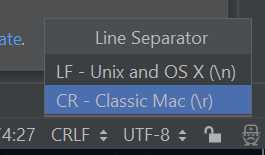 ate.
Line Separator
LF - Unix and OS X (\n)
CR - Classic Mac (\r)
4:27 CRLF UTF-8